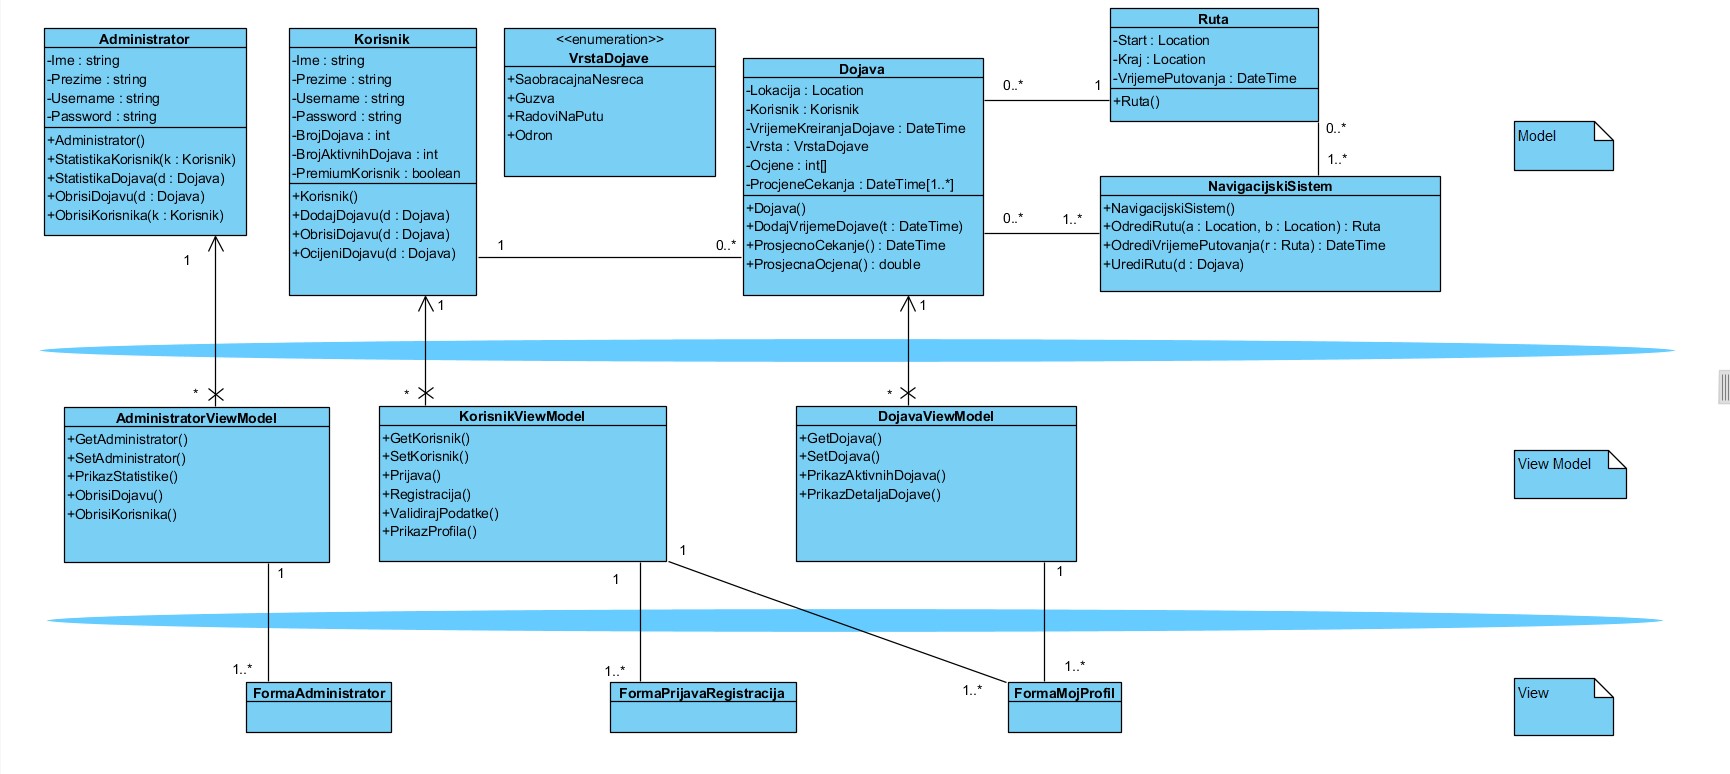 Administrator
-Ime : string
-Prezime : string
-Username : string
-Password : string
+Administrator()
+StatistikaKorisnik(k : Korisnik)
+StatistikaDojava(d : Dojava)
+ObrisiDojavu(d : Dojava)
+ObrisiKorisnika(k : Korisnik)
Korisnik
-Ime : string
-Prezime : string
-Username : string
-Password : string
-BrojDojava : int
-BrojAktivnihDojava : int
-PremiumKorisnik : boolean
+Korisnik()
+DodajDojavu(d : Dojava)
+ObrisiDojavu(d : Dojava)
+OcijeniDojavu(d : Dojava)
<<enumeration>>
VrstaDojave
+SaobracajnaNesreca
+Guzva
+RadoviNaPutu
+Odron
Dojava
-Lokacija : Location
-Korisnik : Korisnik
-VrijemeKreiranjaDojave : DateTime
-Vrsta : VrstaDojave
-Ocjene : int[]
-ProcjeneCekanja : DateTime[1..*]
+Dojava()
+DodajVrijemeDojave(t : DateTime)
+ProsjecnoCekanje() : DateTime
+ProsjecnaOcjena() : double
Ruta
-Start : Location
-Kraj : Location
-VrijemePutovanja : DateTime
+Ruta()
0..*
1
0..*
1..*
NavigacijskiSistem
+NavigacijskiSistem()
+OdrediRutu(a : Location, b : Location) : Ruta
+OdrediVrijemePutovanja(r : Ruta) : DateTime
+UrediRutu(d : Dojava)
0..*
1..*
1
0..*
Model
1
1
1
*
*
*
AdministratorViewModel
+GetAdministrator()
+SetAdministrator()
+PrikazStatistike()
+ObrisiDojavu()
+ObrisiKorisnika()
KorisnikViewModel
+GetKorisnik()
+SetKorisnik()
+Prijava()
+Registracija()
+ValidirajPodatke()
+PrikazProfila()
DojavaViewModel
+GetDojava()
+SetDojava()
+PrikazAktivnihDojava()
+PrikazDetaljaDojave()
View Model
1
1
1
1
1..*
1..*
1..*
1..*
FormaAdministrator
FormaPrijavaRegistracija
FormaMojProfil
View